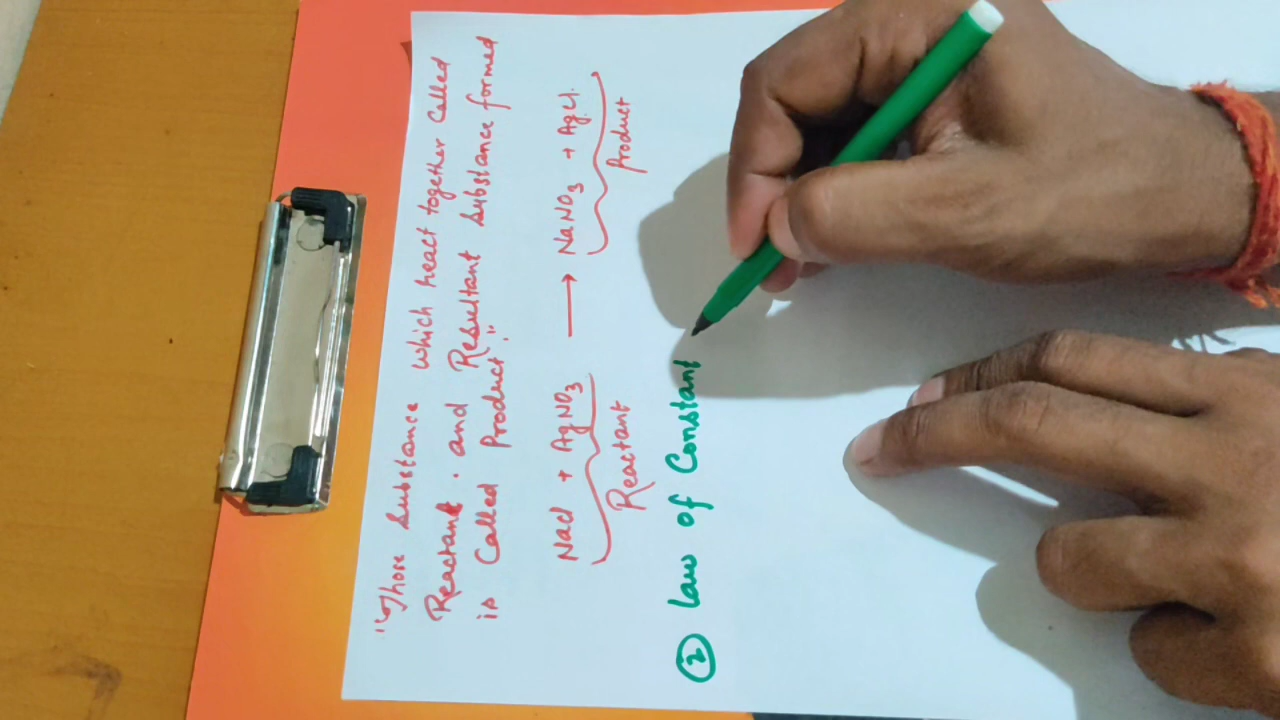 "Those Substance which react together Called
Reactant. and Resultant substance formed
is Called Product."
Nacl + AgNO3 → NaNO3 + Agcl.
Reactant Product
② Law of Constant